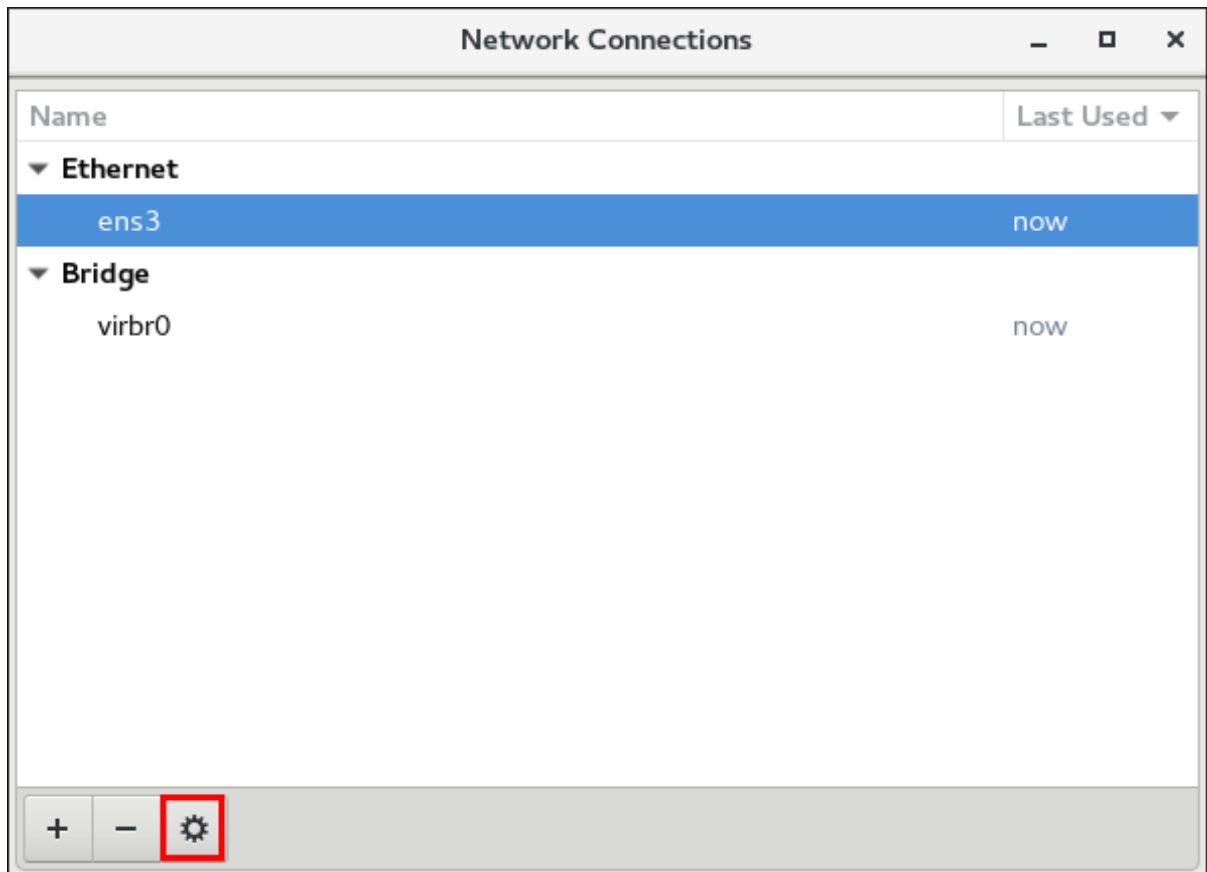 Network Connections
Name Last Used
Ethernet
ens3 now
Bridge
virbr0 now